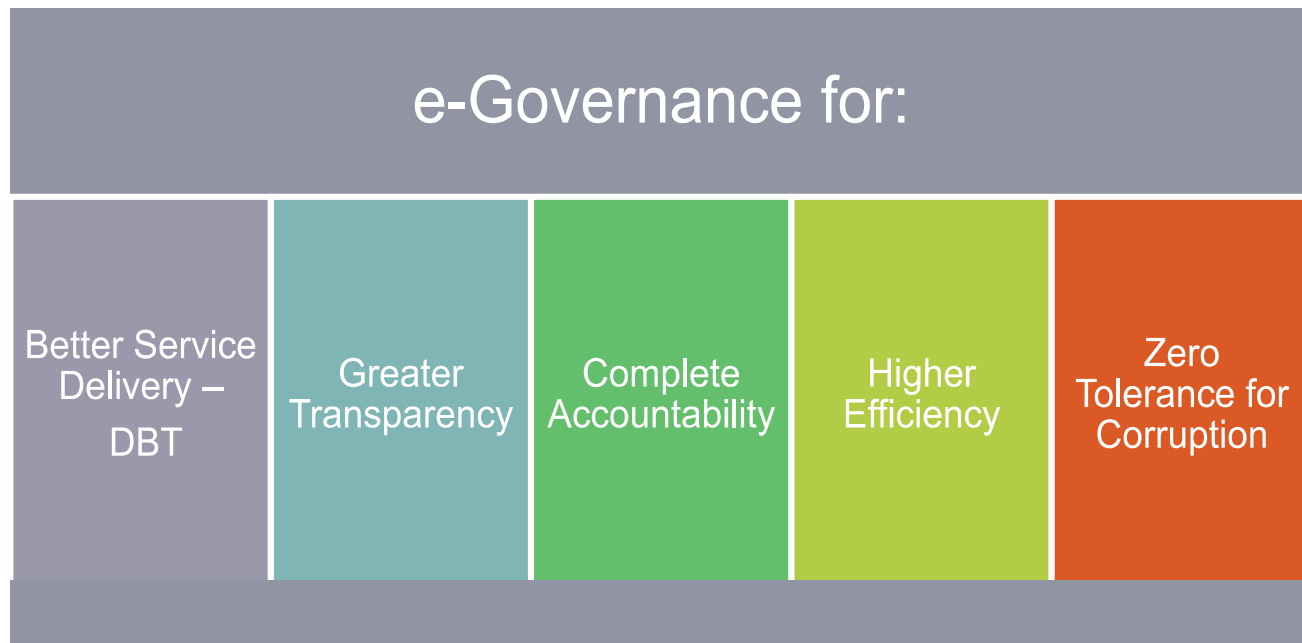 e-Governance for:
Better Service
Delivery –
DBT
Greater
Transparency
Complete
Accountability
Higher
Efficiency
Zero
Tolerance for
Corruption